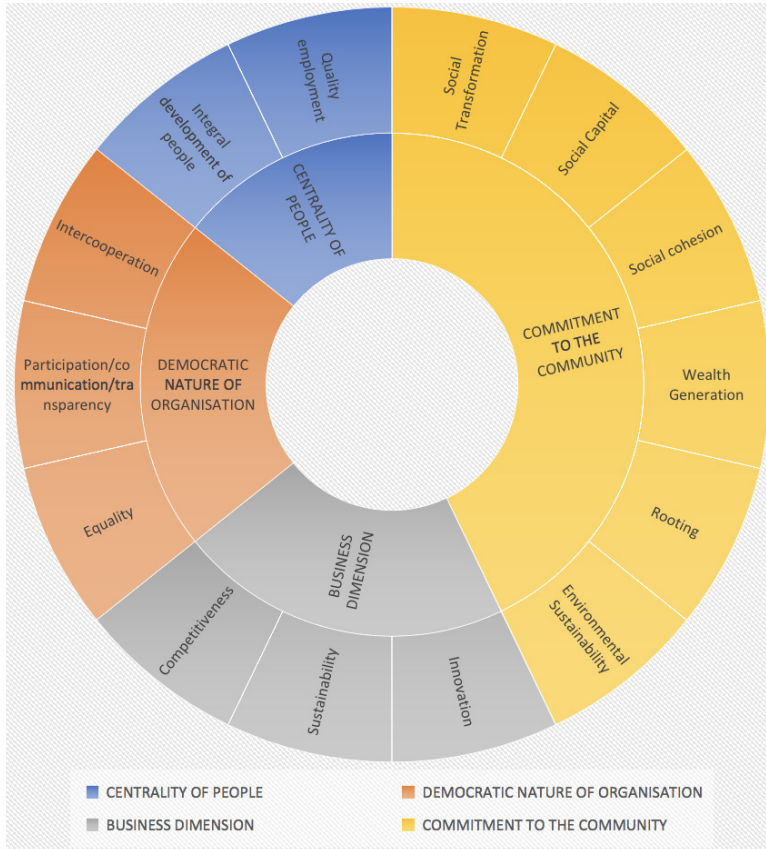 Quality
employment
Integral
development of
people
CENTRALITY OF
PEOPLE
Social
Transformation
Social Capital
Social cohesion
Wealth
Generation
Rooting
Environmental
Sustainability
COMMITMENT
TO THE
COMMUNITY
Intercooperation
Participation/co
mmunication/tra
nsparency
Equality
DEMOCRATIC
NATURE OF
ORGANISATION
BUSINESS
DIMENSION
Competitiveness
Sustainability
Innovation
CENTRALITY OF PEOPLE
DEMOCRATIC NATURE OF ORGANISATION
BUSINESS DIMENSION
COMMITMENT TO THE COMMUNITY